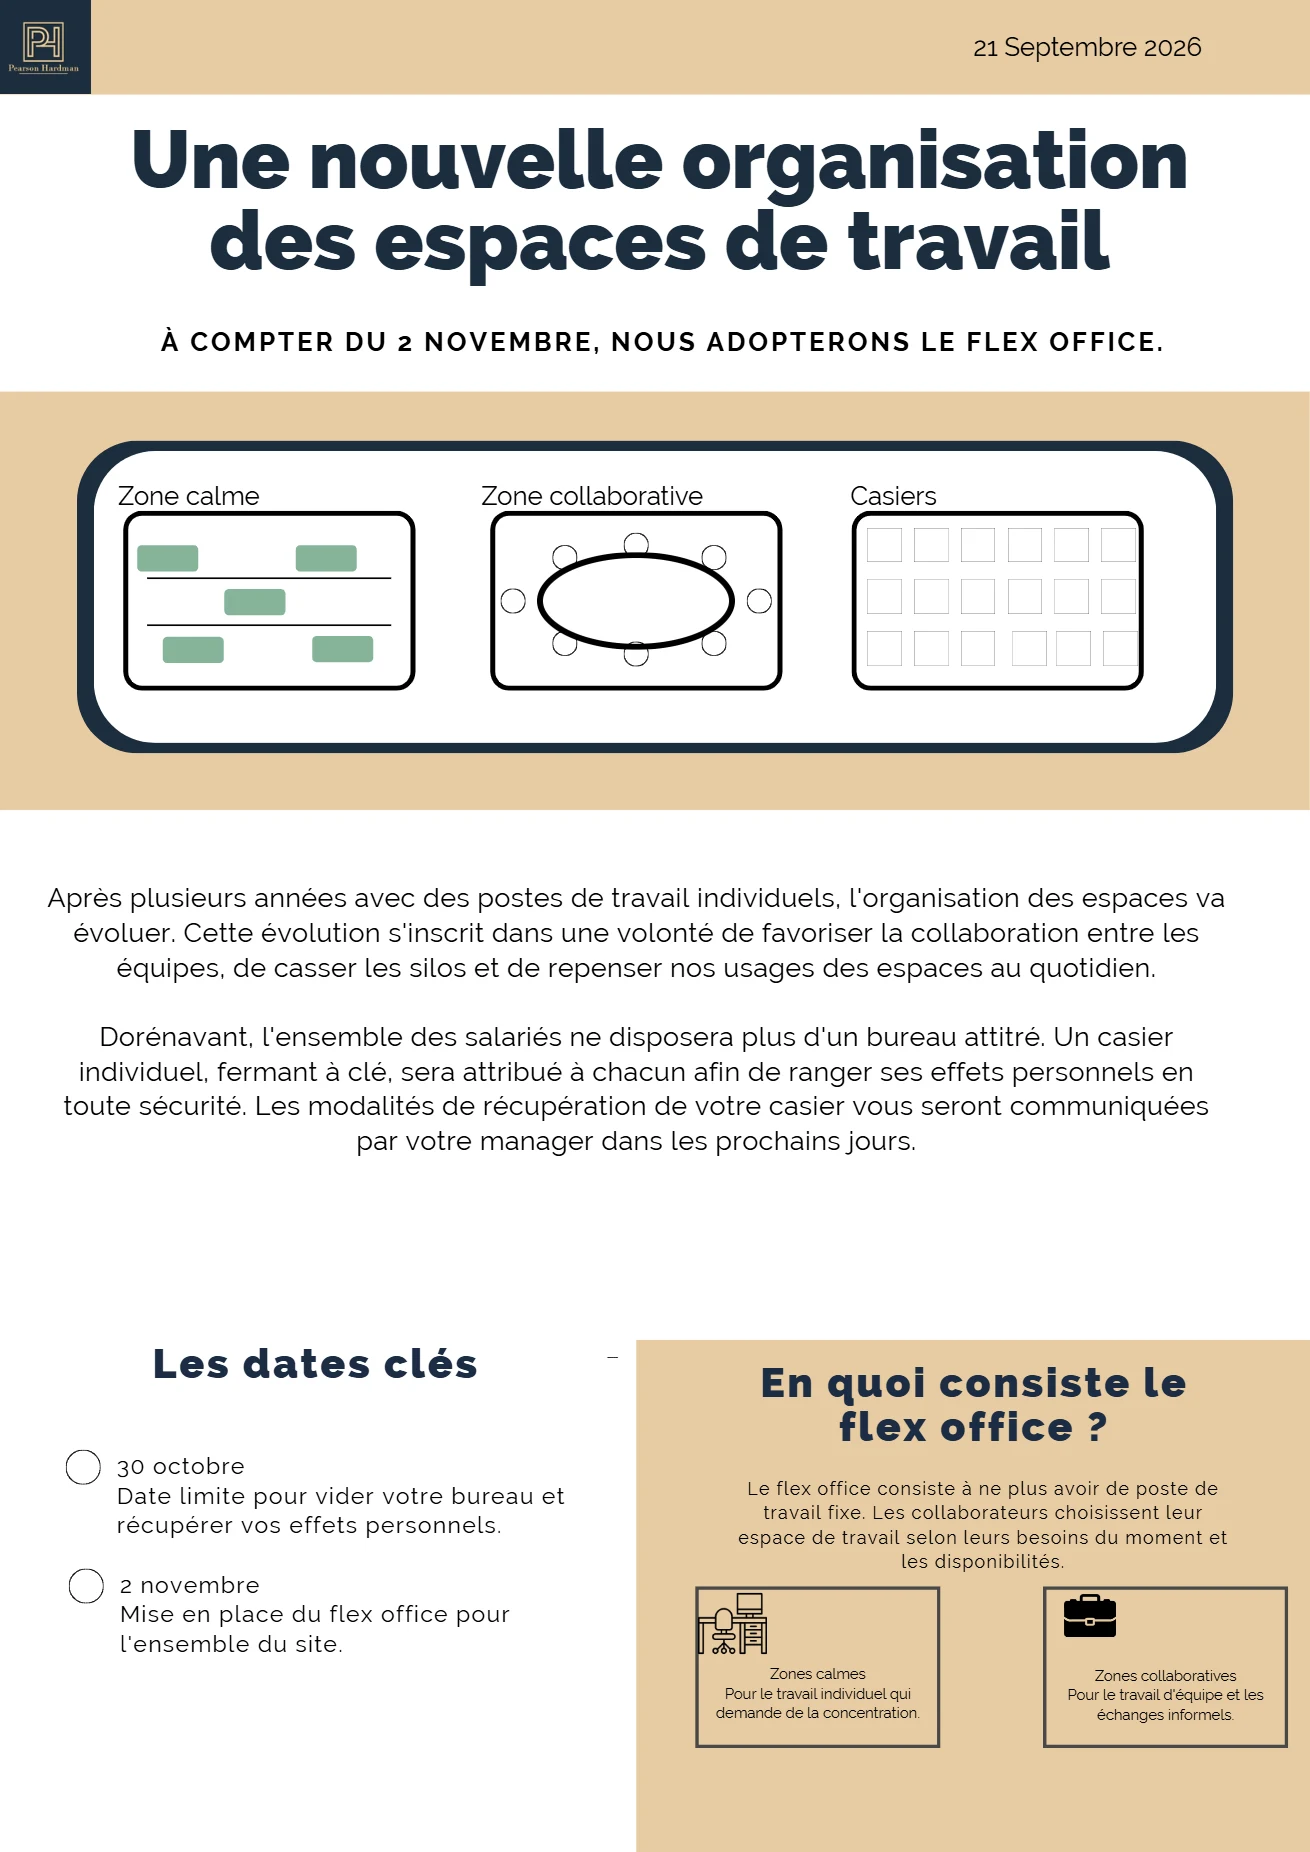 Pearson Hardman
21 Septembre 2026
Une nouvelle organisation
des espaces de travail
À COMPTER DU 2 NOVEMBRE, NOUS ADOPTERONS LE FLEX OFFICE.
Zone calme
Zone collaborative
Casiers
Après plusieurs années avec des postes de travail individuels, l'organisation des espaces va
évoluer. Cette évolution s'inscrit dans une volonté de favoriser la collaboration entre les
équipes, de casser les silos et de repenser nos usages des espaces au quotidien.
Dorénavant, l'ensemble des salariés ne disposera plus d'un bureau attitré. Un casier
individuel, fermant à clé, sera attribué à chacun afin de ranger ses effets personnels en
toute sécurité. Les modalités de récupération de votre casier vous seront communiquées
par votre manager dans les prochains jours.
Les dates clés
30 octobre
Date limite pour vider votre bureau et
récupérer vos effets personnels.
2 novembre
Mise en place du flex office pour
l'ensemble du site.
En quoi consiste le
flex office ?
Le flex office consiste à ne plus avoir de poste de
travail fixe. Les collaborateurs choisissent leur
espace de travail selon leurs besoins du moment et
les disponibilités.
Zones calmes
Pour le travail individuel qui
demande de la concentration.
Zones collaboratives
Pour le travail d'équipe et les
échanges informels.